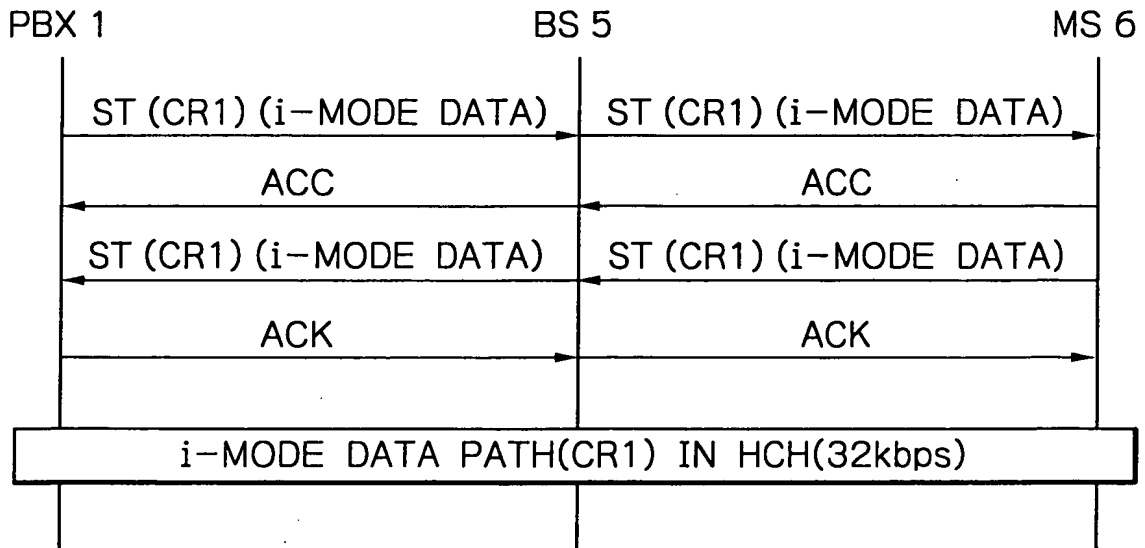 PBX 1 BS 5 MS 6
ST (CR1) (i-MODE DATA) ST (CR1) (i-MODE DATA)
ACC ACC
ST (CR1) (i-MODE DATA) ST (CR1) (i-MODE DATA)
ACK ACK
i-MODE DATA PATH(CR1) IN HCH(32kbps)